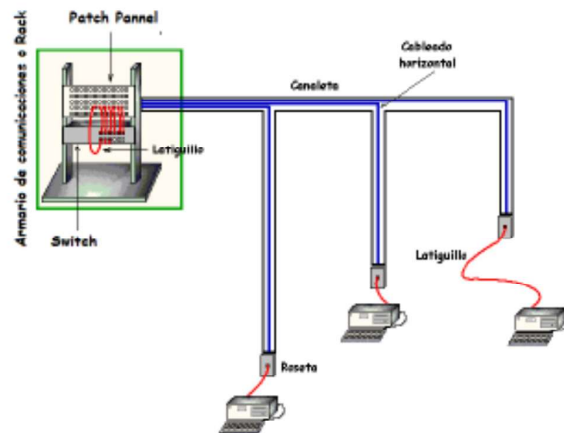 Patch Pannel
Armario de comunicaciones o Rack
Cableado
horizontal
Canaleta
Latiguillo
Switch
Latiguillo
Roseta